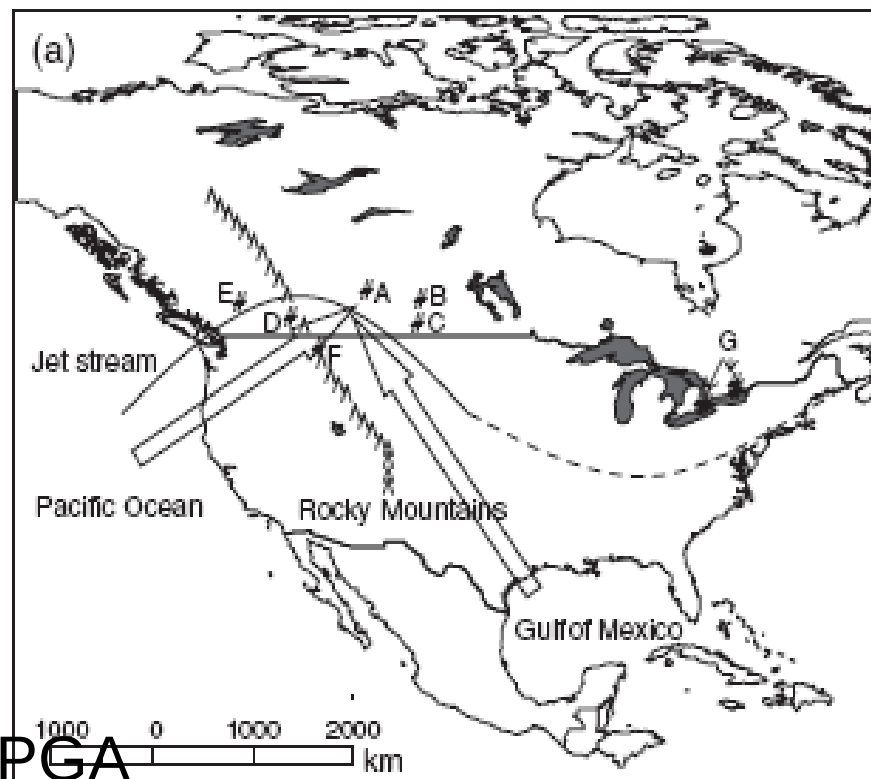 (a)
E# #A #B
D# #C
F G
Jet stream
Pacific Ocean
Rocky Mountains
Gulf of Mexico
1000 0 1000 2000
km
PGA